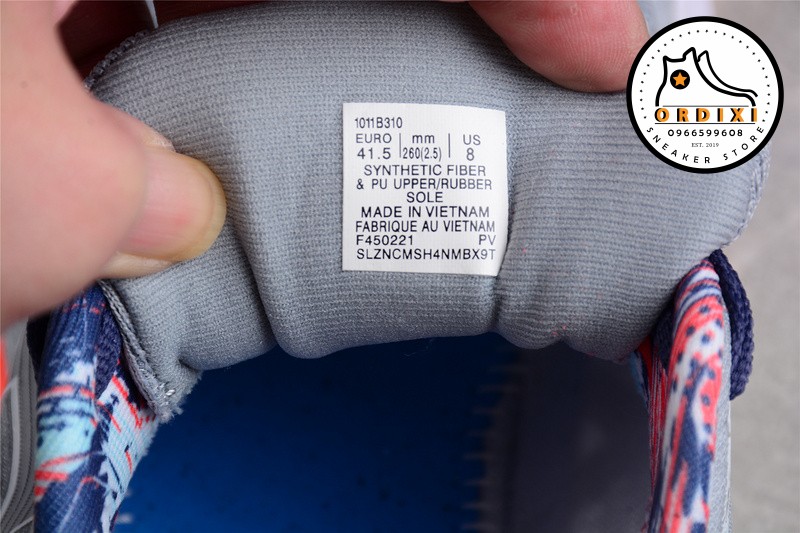 1011B310
EURO | mm | US
41.5 | 260(2.5) | 8
SYNTHETIC FIBER
& PU UPPER/RUBBER
SOLE
MADE IN VIETNAM
FABRIQUE AU VIETNAM
F450221 PV
SLZNCMSH4NMBX9T
ORDIXI
0966599608
EST. 2019
SNEAKER STORE